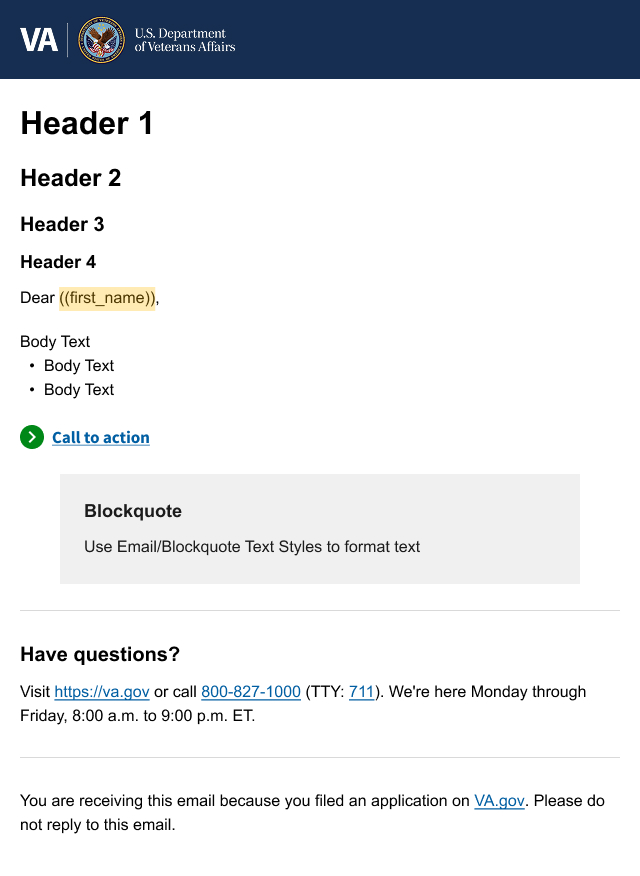 VA
U.S. Department
of Veterans Affairs
Header 1
Header 2
Header 3
Header 4
Dear ((first_name)),
Body Text
• Body Text
• Body Text
Call to action
Blockquote
Use Email/Blockquote Text Styles to format text
Have questions?
Visit https://va.gov or call 800-827-1000 (TTY: 711). We're here Monday through
Friday, 8:00 a.m. to 9:00 p.m. ET.
You are receiving this email because you filed an application on VA.gov. Please do
not reply to this email.